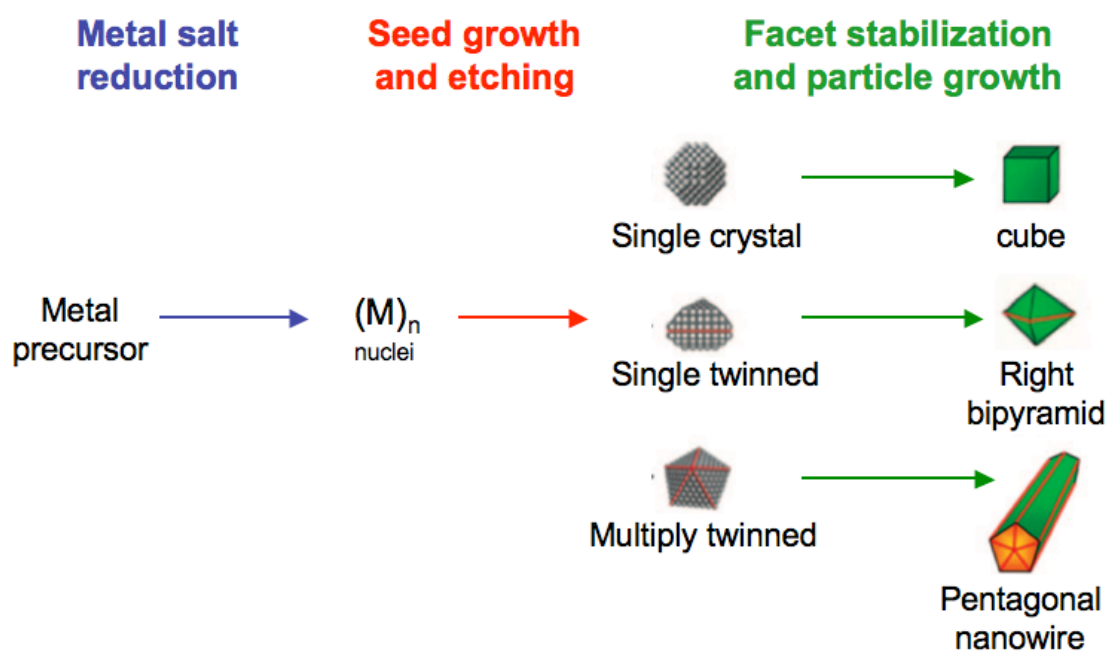 Metal salt
reduction
Seed growth
and etching
Facet stabilization
and particle growth
Single crystal
cube
Metal
precursor
(M)n
nuclei
Single twinned
Right
bipyramid
Multiply twinned
Pentagonal
nanowire